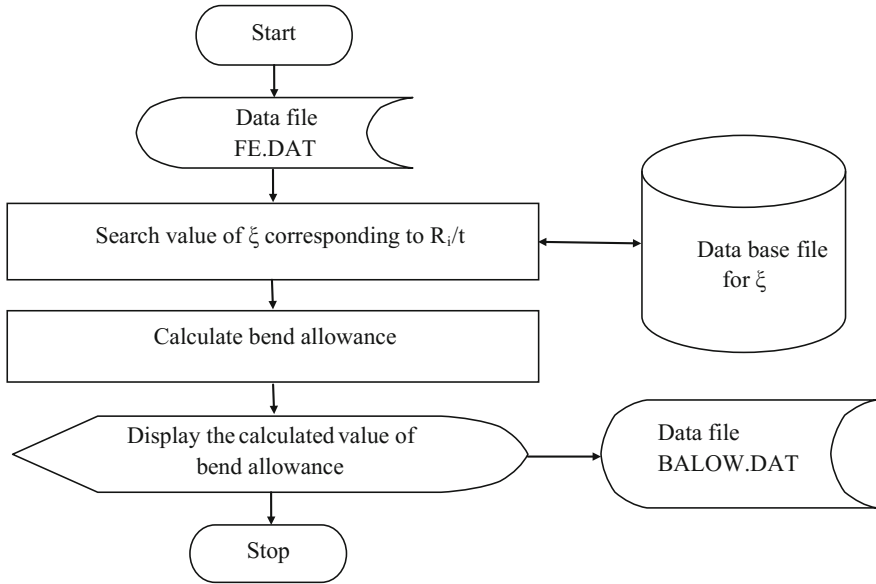 Start
Data file
FE.DAT
Search value of ξ corresponding to Rᵢ/t
Data base file
for ξ
Calculate bend allowance
Display the calculated value of
bend allowance
Data file
BALOW.DAT
Stop